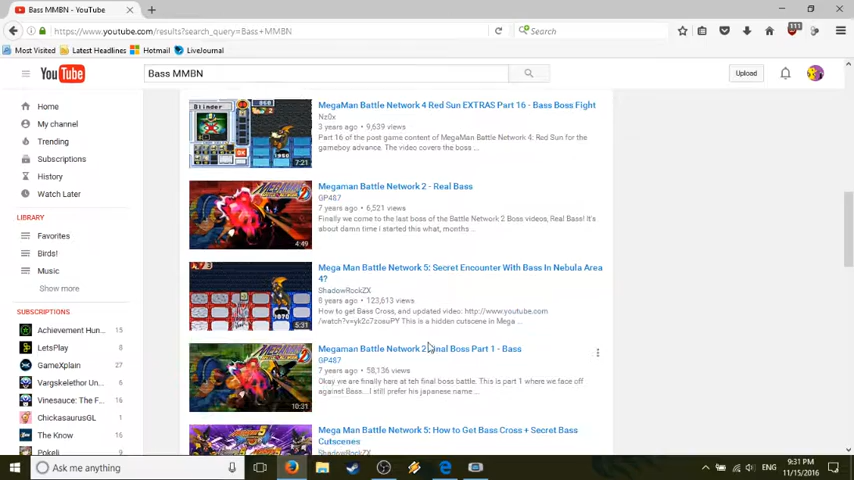 Bass MMBN - YouTube
https://www.youtube.com/results?search_query=Bass+MMBN
Search
111
Most Visited
Latest Headlines
Hotmail
LiveJournal
YouTube
Bass MMBN
Upload
Home
My channel
Trending
Subscriptions
History
Watch Later
LIBRARY
Favorites
Birds!
Music
Show more
SUBSCRIPTIONS
Achievement Hun...
15
LetsPlay
5
GameXplain
27
Vargskelethor Un...
2
Vinesauce: The F...
16
ChickasaurusGL
1
The Know
16
Pokeli
Blinder
7:21
MegaMan Battle Network 4 Red Sun EXTRAS Part 16 - Bass Boss Fight
Nz0x
3 years ago • 9,639 views
Part 16 of the post game content of MegaMan Battle Network 4: Red Sun for the
gameboy advance. The video covers the boss ...
4:49
Megaman Battle Network 2 - Real Bass
GP487
7 years ago • 6,521 views
Finally we come to the last boss of the Battle Network 2 Boss videos, Real Bass! It's
about damn time I started this what, months ...
5:31
Mega Man Battle Network 5: Secret Encounter With Bass In Nebula Area
4?
ShadowRockZX
8 years ago • 123,613 views
How to get Bass Cross, and updated video: http://www.youtube.com
/watch?v=yk2c7zosuPY This is a hidden cutscene in Mega ...
10:31
Megaman Battle Network 2 Final Boss Part 1 - Bass
GP487
7 years ago • 58,136 views
Okay we are finally here at teh final boss battle. This is part 1 where we face off
against Bass... I still prefer his japanese name ...
Mega Man Battle Network 5: How to Get Bass Cross + Secret Bass
Cutscenes
ShadowRockZX
Ask me anything
ENG
9:31 PM
11/15/2016